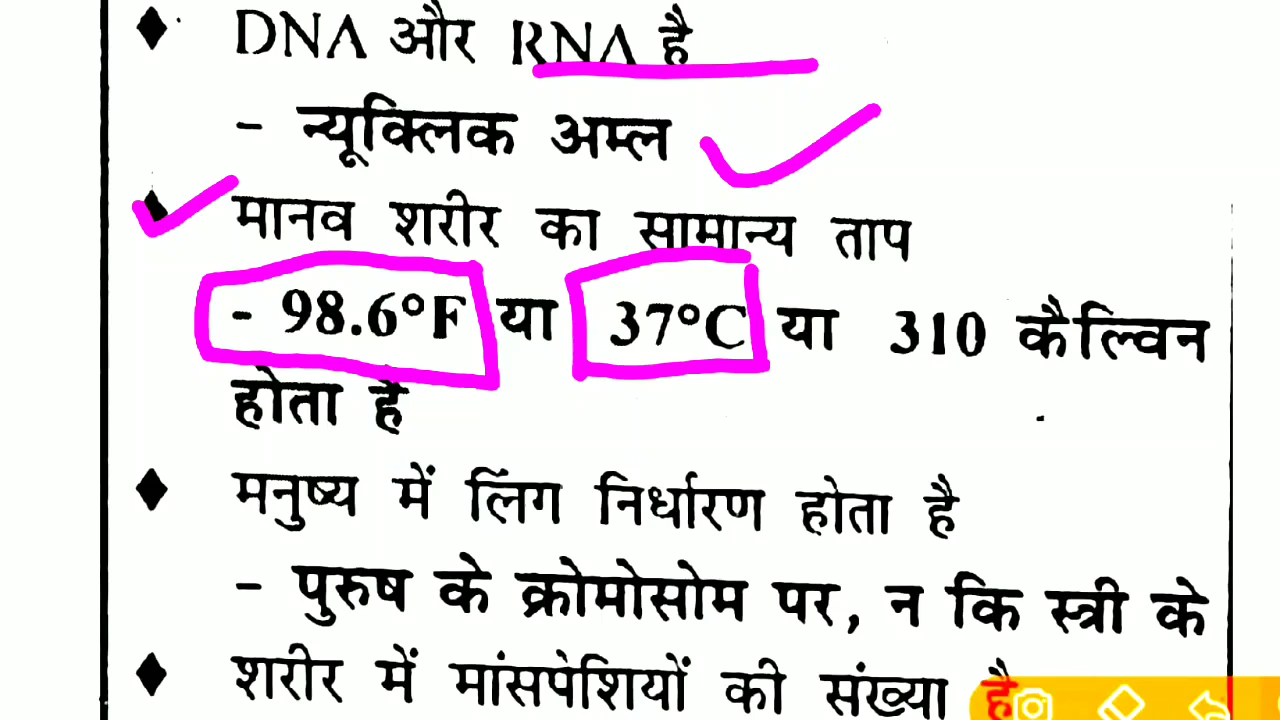 ♦ DNA और RNA है
- न्यूक्लिक अम्ल
♦ मानव शरीर का सामान्य ताप
- 98.6°F या 37°C या 310 कैल्विन
होता है
♦ मनुष्य में लिंग निर्धारण होता है
- पुरुष के क्रोमोसोम पर, न कि स्त्री के
♦ शरीर में मांसपेशियों की संख्या है